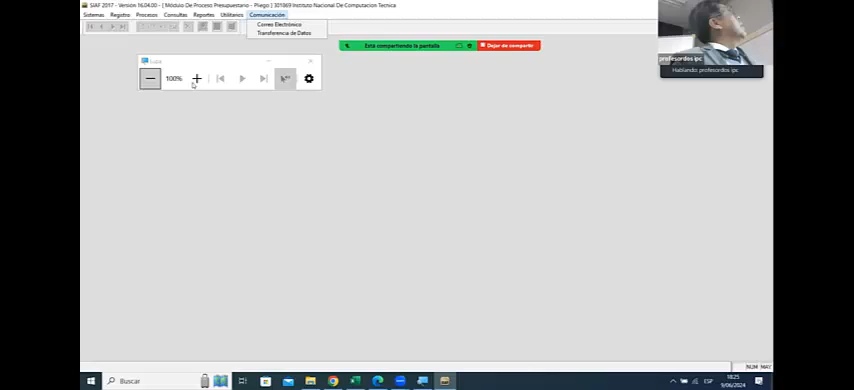 SIAF 2017 - Versión 16.04.00 - [ Módulo De Proceso Presupuestario - Pliego ] 301869 Instituto Nacional De Computacion Tecnica
Sistemas Registro Procesos Consultas Reportes Utilitarios Comunicación
Correo Electrónico
Transferencia de Datos
Está compartiendo la pantalla
Dejar de compartir
profesordos ipc
Hablando: profesordos ipc
Lupa
100%
NUM MAY
Buscar
ESP
18:25
9/06/2024